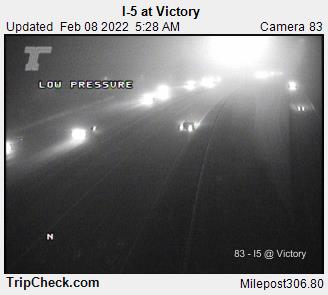 I-5 at Victory
Updated  Feb 08 2022  5:28 AM Camera 83
T
LOW PRESSURE
N
83 - I5 @ Victory
TripCheck.com Milepost306.80